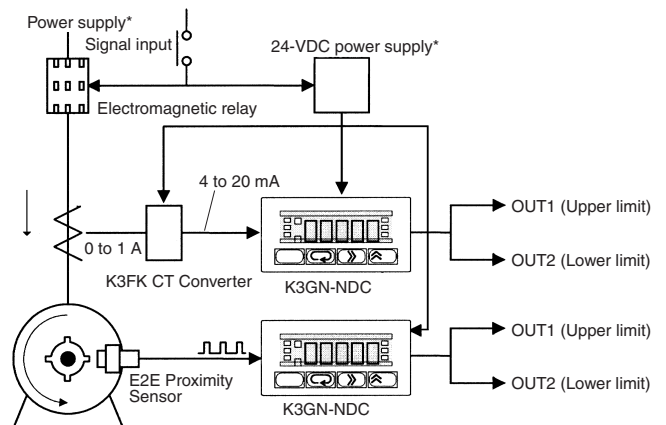 Power supply*
Signal input
24-VDC power supply*
Electromagnetic relay
4 to 20 mA
0 to 1 A
K3FK CT Converter
K3GN-NDC
OUT1 (Upper limit)
OUT2 (Lower limit)
E2E Proximity
Sensor
K3GN-NDC
OUT1 (Upper limit)
OUT2 (Lower limit)